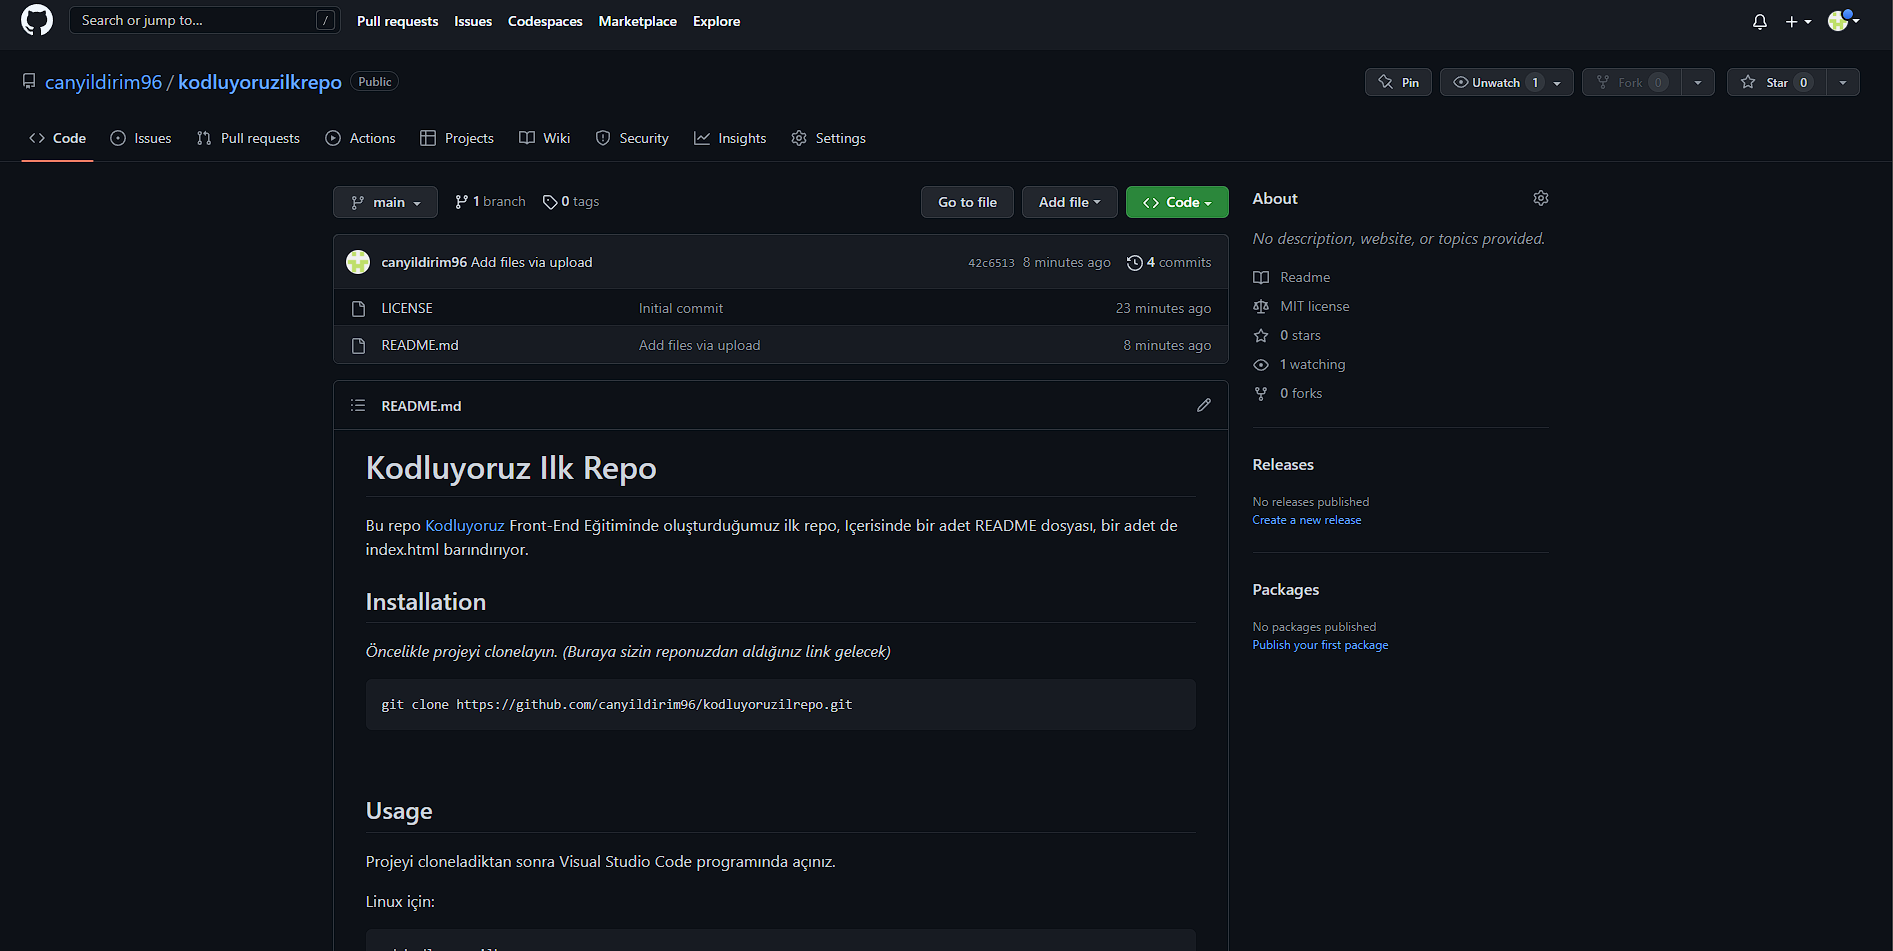 Search or jump to... /
Pull requests Issues Codespaces Marketplace Explore
canyildirim96 / kodluyoruzilkrepo Public
Pin Unwatch 1 Fork 0 Star 0
Code Issues Pull requests Actions Projects Wiki Security Insights Settings
main 1 branch 0 tags Go to file Add file Code
canyildirim96 Add files via upload 42c6513 8 minutes ago 4 commits
LICENSE Initial commit 23 minutes ago
README.md Add files via upload 8 minutes ago
README.md
Kodluyoruz Ilk Repo
Bu repo Kodluyoruz Front-End Eğitiminde oluşturduğumuz ilk repo, Içerisinde bir adet README dosyası, bir adet de
index.html barındırıyor.
Installation
Öncelikle projeyi clonelayın. (Buraya sizin reponuzdan aldığınız link gelecek)
git clone https://github.com/canyildirim96/kodluyoruzilrepo.git
Usage
Projeyi cloneladiktan sonra Visual Studio Code programında açınız.
Linux için:
About
No description, website, or topics provided.
Readme
MIT license
0 stars
1 watching
0 forks
Releases
No releases published
Create a new release
Packages
No packages published
Publish your first package